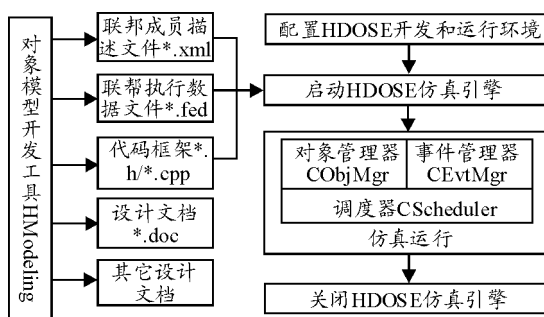 对象模型开发工具HModeling
联邦成员描
述文件*.xml
联帮执行数
据文件*.fed
代码框架*.
h/*.cpp
设计文档
*.doc
其它设计
文档
配置HDOSE开发和运行环境
启动HDOSE仿真引擎
对象管理器
CObjMgr
事件管理器
CEvtMgr
调度器CScheduler
仿真运行
关闭HDOSE仿真引擎